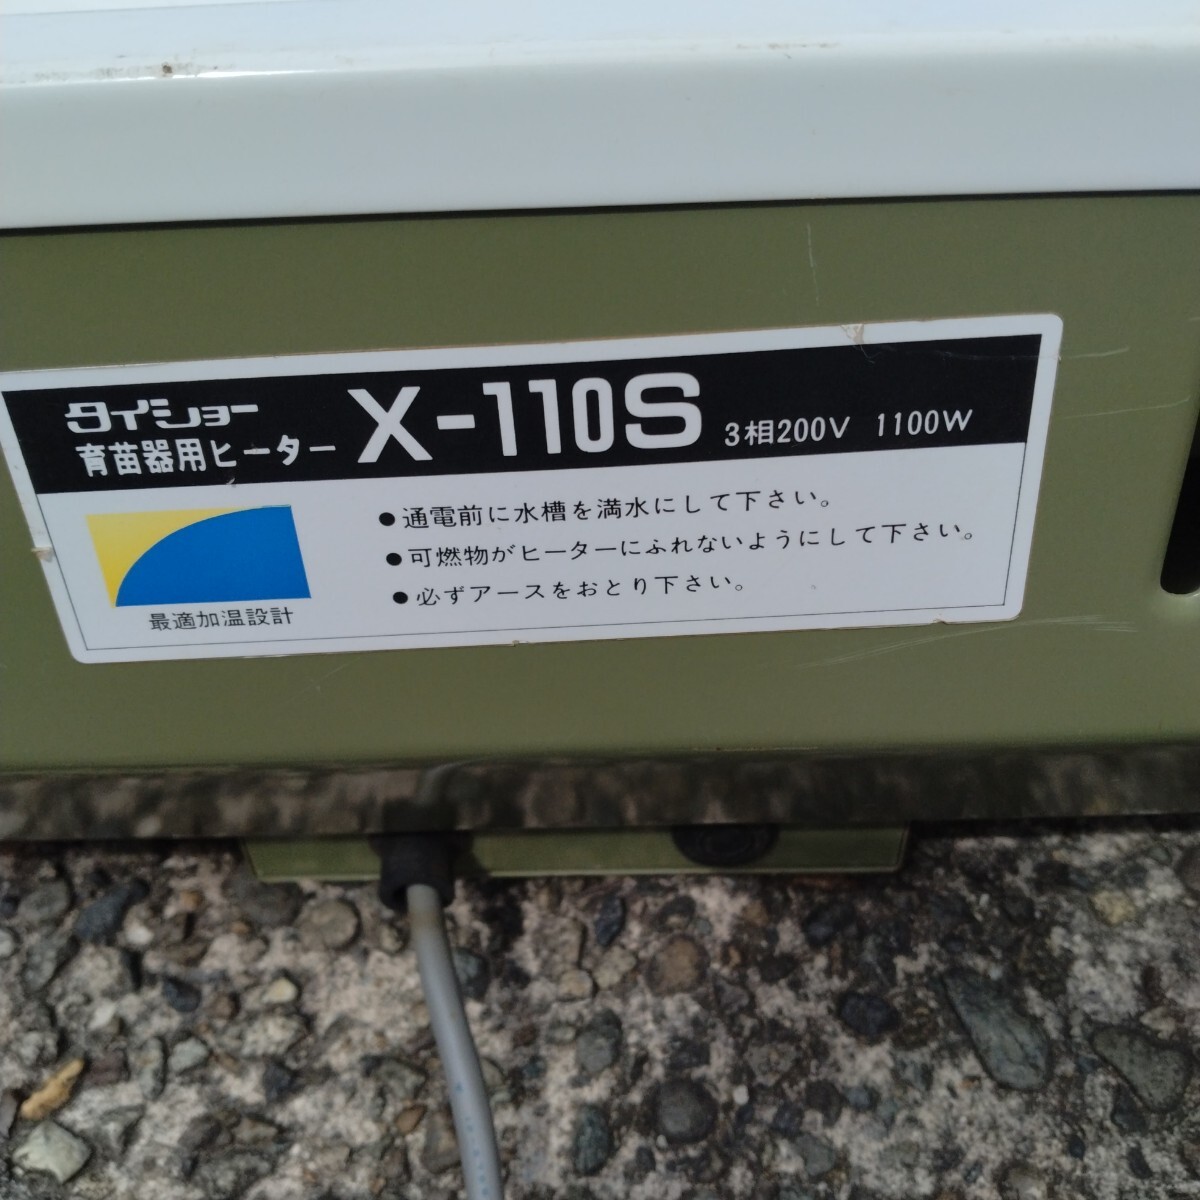 タイショー
育苗器用ヒーター X-110S 3相200V 1100W
最適加温設計
●通電前に水槽を満水にして下さい。
●可燃物がヒーターにふれないようにして下さい。
●必ずアースをおとり下さい。